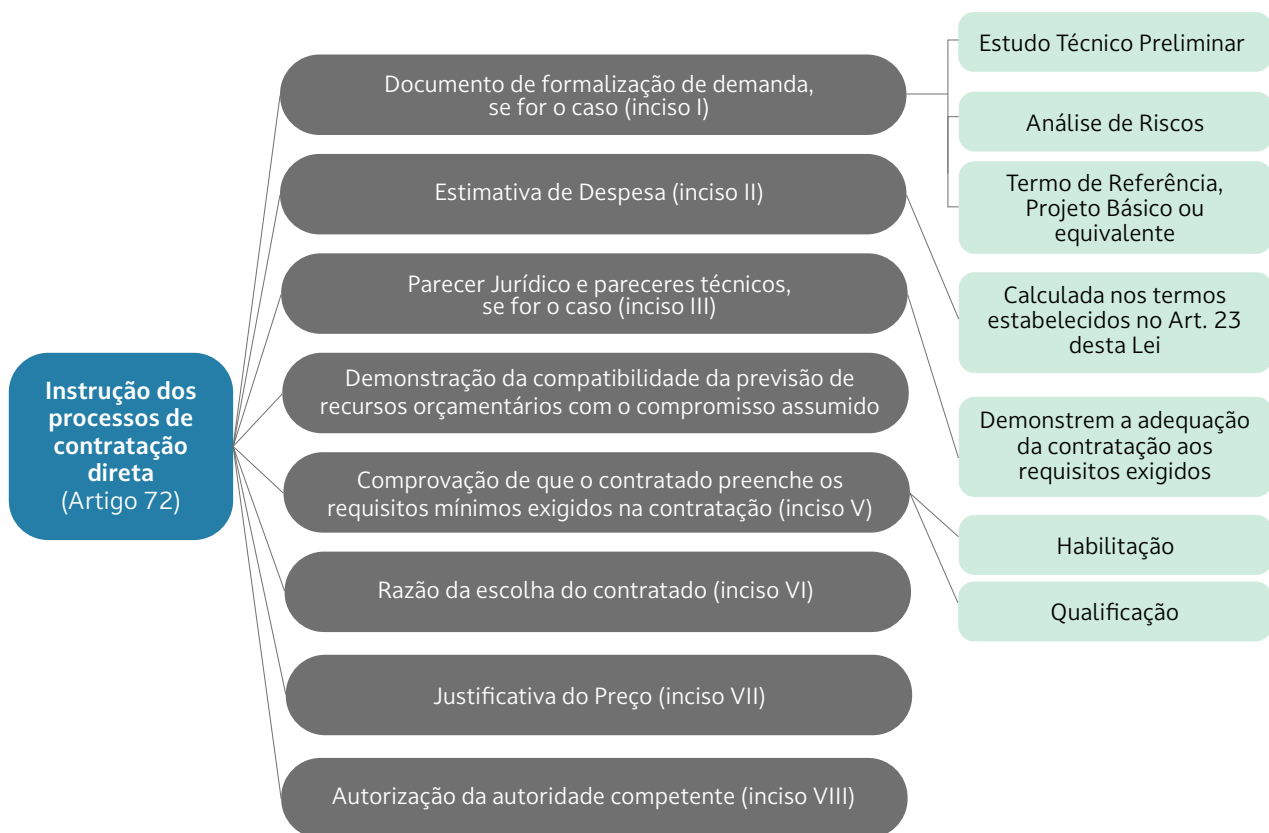 Instrução dos
processos de
contratação
direta
(Artigo 72)
Documento de formalização de demanda,
se for o caso (inciso I)
Estudo Técnico Preliminar
Análise de Riscos
Termo de Referência,
Projeto Básico ou
equivalente
Estimativa de Despesa (inciso II)
Calculada nos termos
estabelecidos no Art. 23
desta Lei
Parecer Jurídico e pareceres técnicos,
se for o caso (inciso III)
Demonstrem a adequação
da contratação aos
requisitos exigidos
Demonstração da compatibilidade da previsão de
recursos orçamentários com o compromisso assumido
Comprovação de que o contratado preenche os
requisitos mínimos exigidos na contratação (inciso V)
Habilitação
Qualificação
Razão da escolha do contratado (inciso VI)
Justificativa do Preço (inciso VII)
Autorização da autoridade competente (inciso VIII)